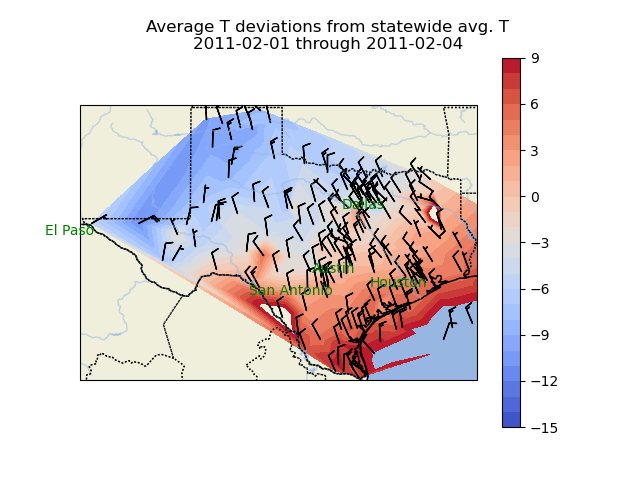 Average T deviations from statewide avg. T
2011-02-01 through 2011-02-04
El Paso
Dallas
Austin
San Antonio
Houston
9
6
3
0
−3
−6
−9
−12
−15